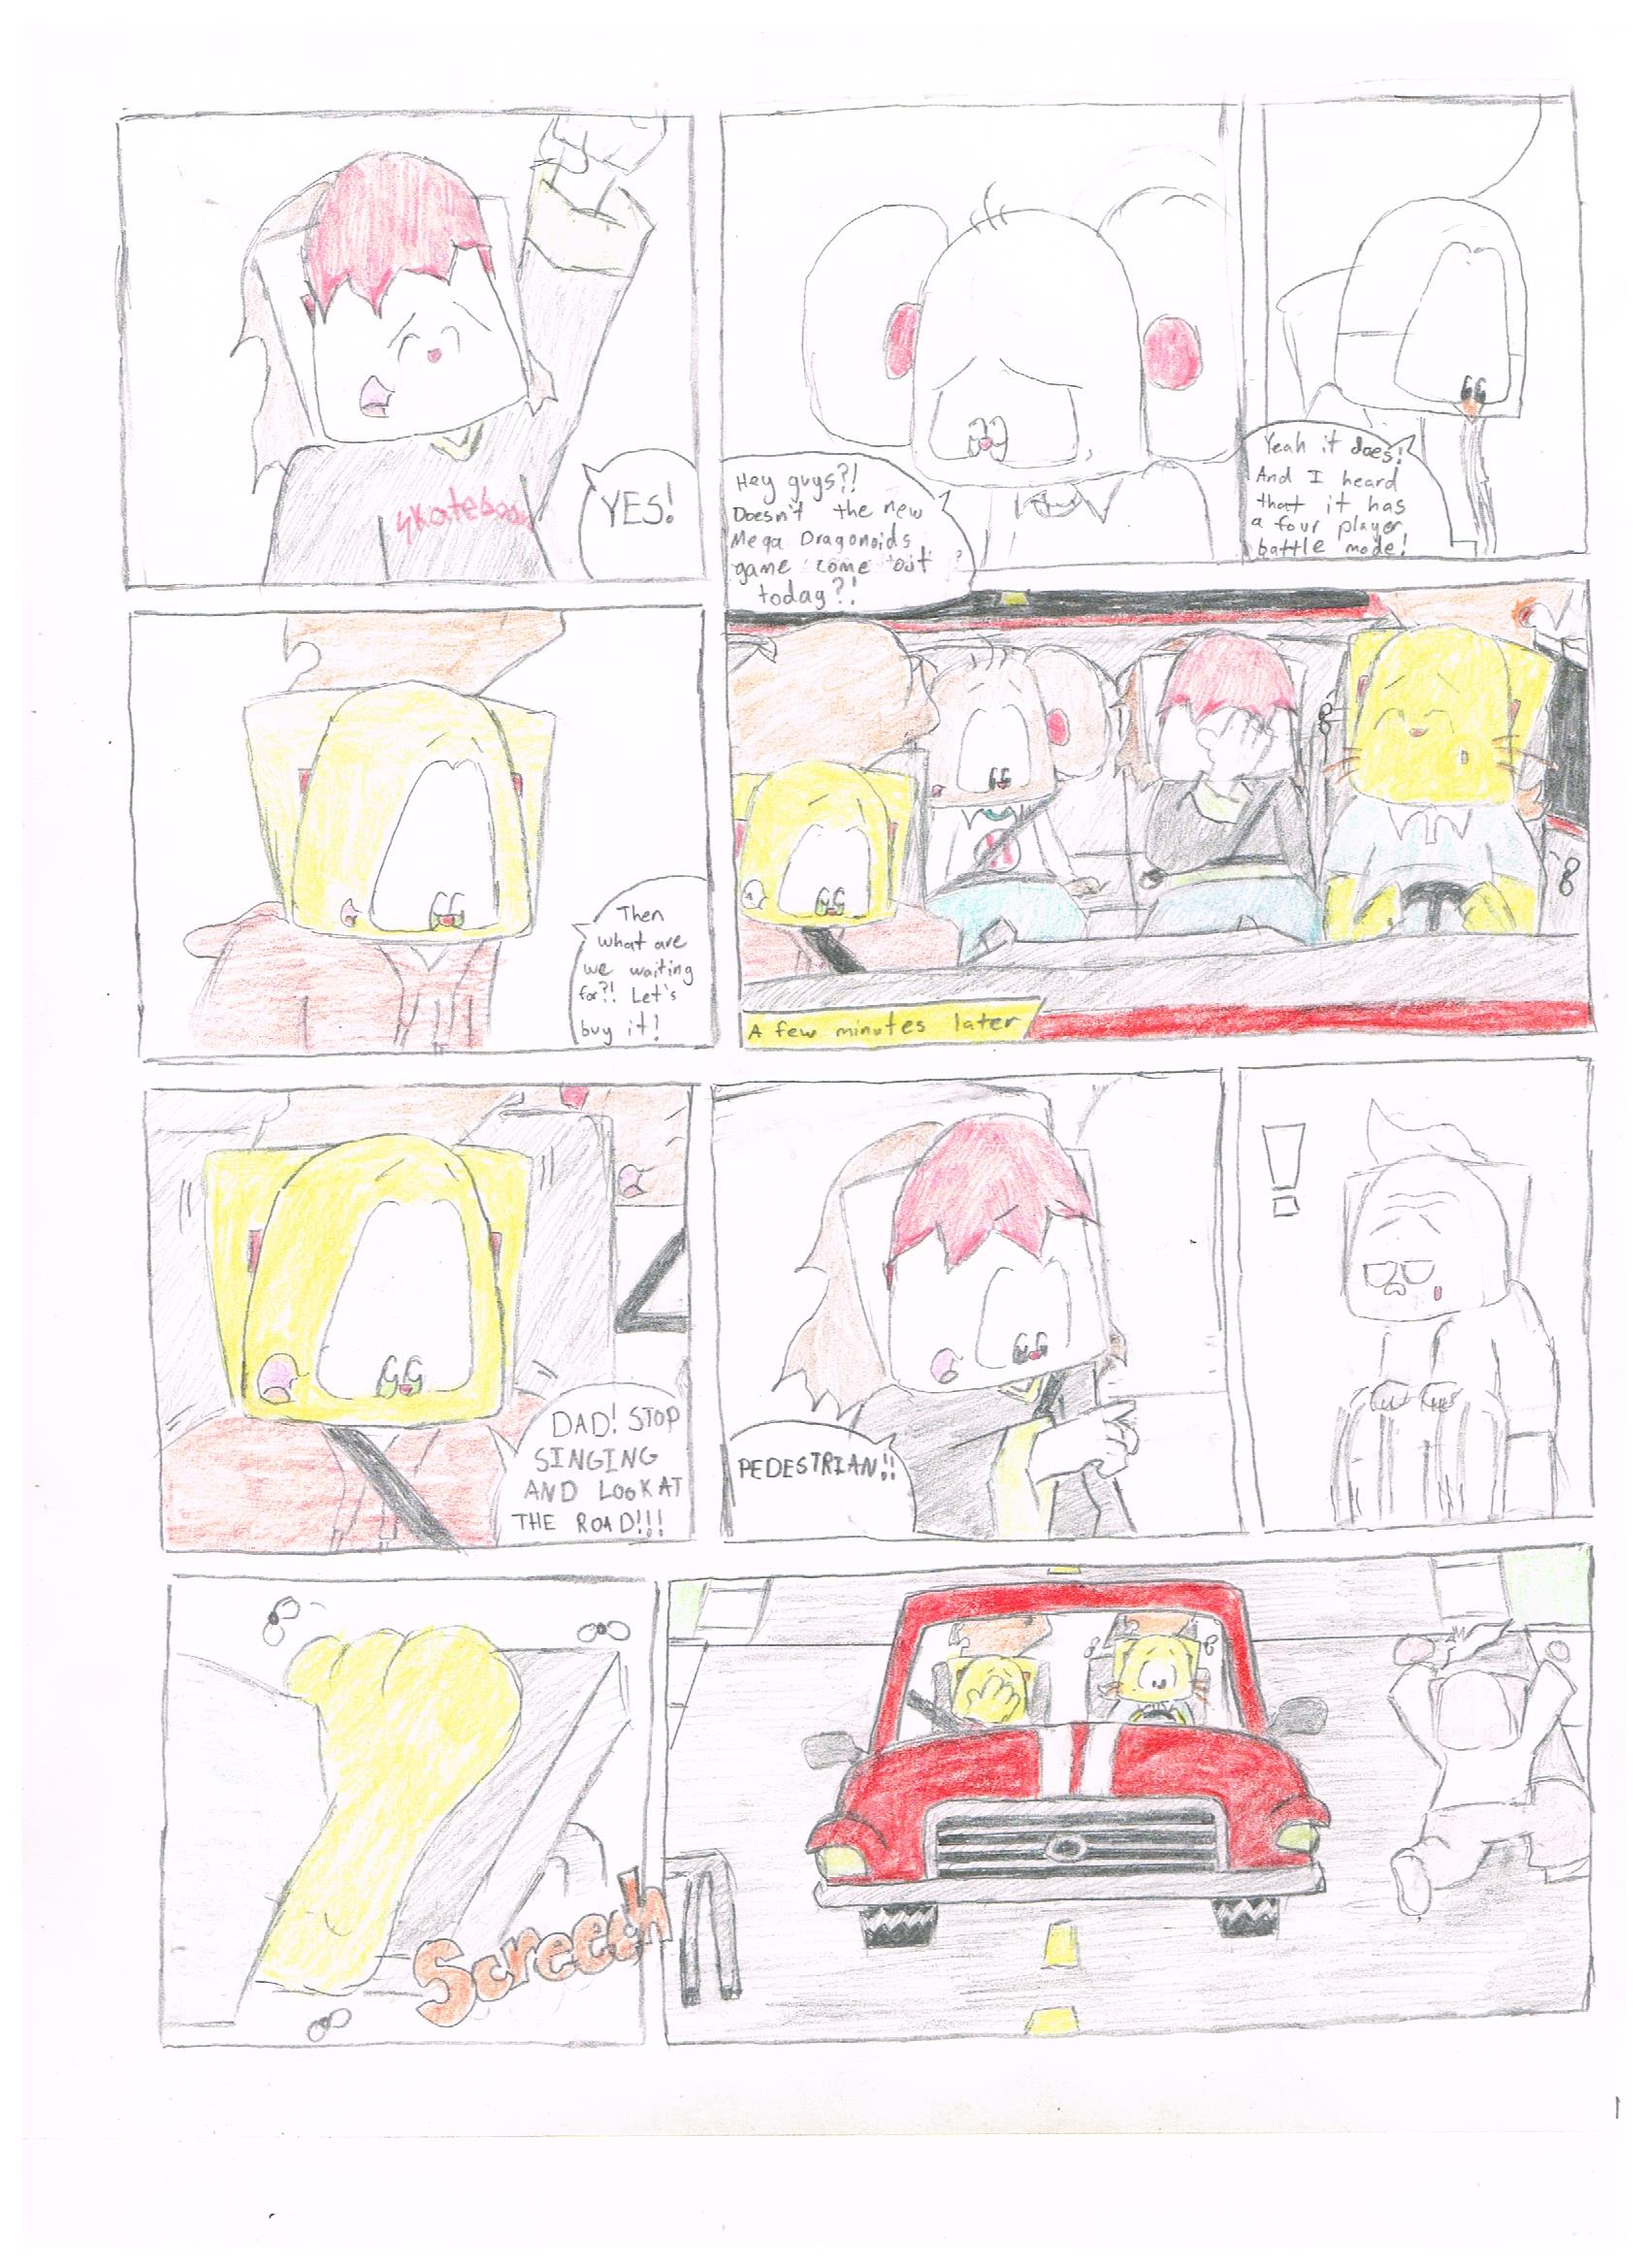 skateboa
YES!
Hey guys?!
Doesn't the new
Mega Dragonoids
game come out
today?!
Yeah it does!
And I heard
that it has
a four player
battle mode!
Then
what are
we waiting
for?! Let's
buy it!
A few minutes later
DAD! STOP
SINGING
AND LOOK AT
THE ROAD!!!
PEDESTRIAN!!
!
Screech
1